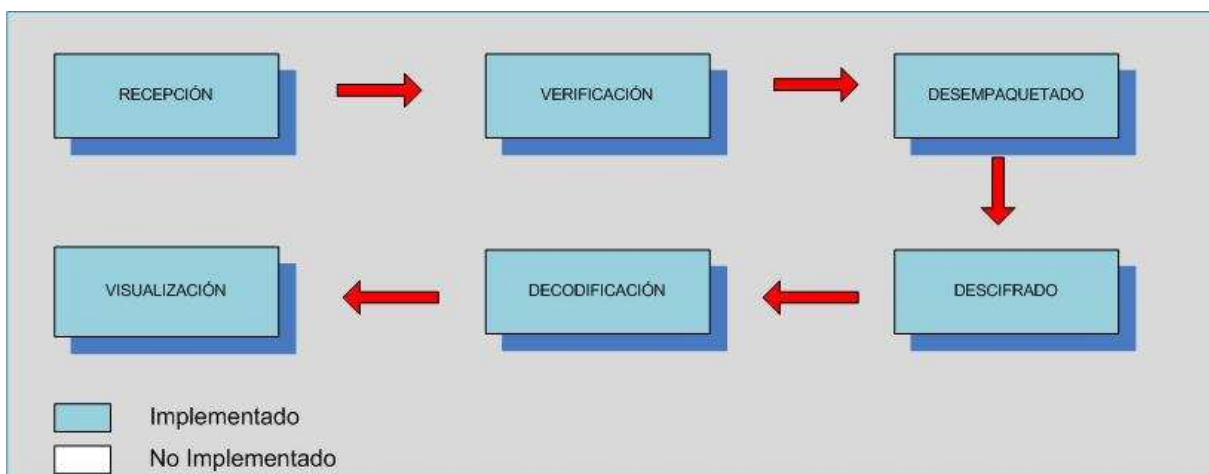 RECEPCIÓN
VERIFICACIÓN
DESEMPAQUETADO
VISUALIZACIÓN
DECODIFICACIÓN
DESCIFRADO
Implementado
No Implementado